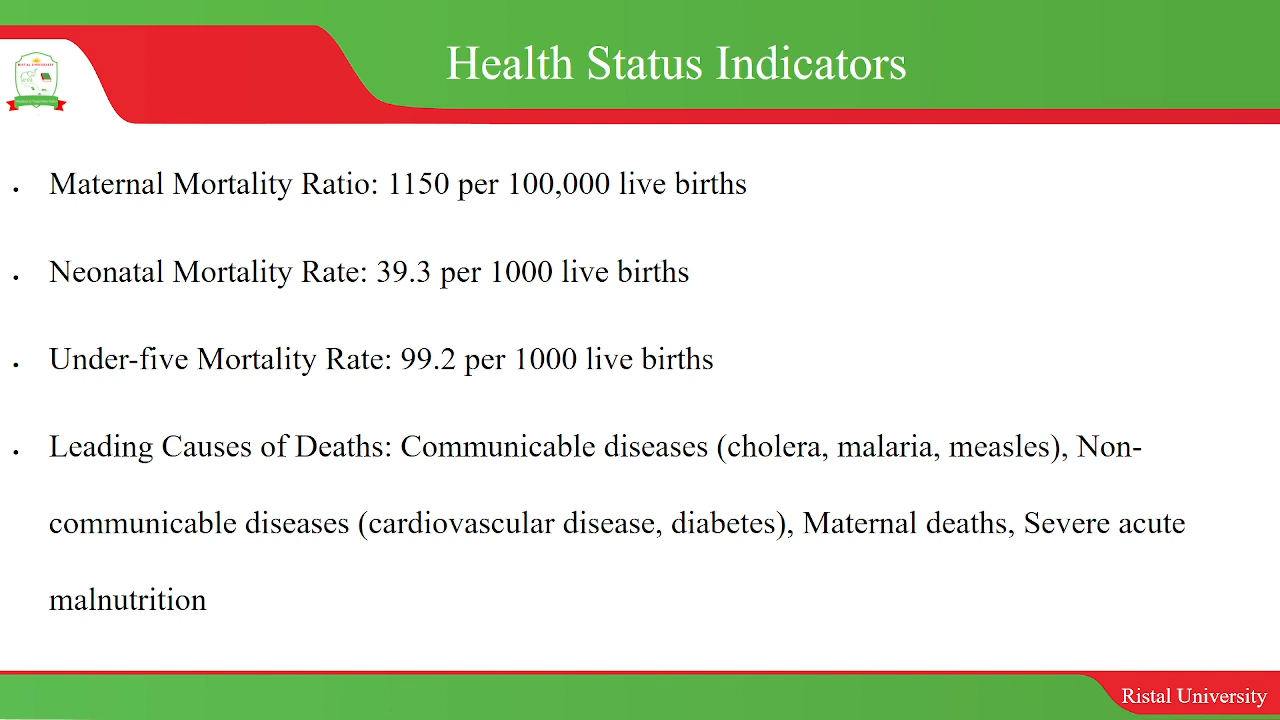 Health Status Indicators
RISTAL UNIVERSITY
• Maternal Mortality Ratio: 1150 per 100,000 live births
• Neonatal Mortality Rate: 39.3 per 1000 live births
• Under-five Mortality Rate: 99.2 per 1000 live births
• Leading Causes of Deaths: Communicable diseases (cholera, malaria, measles), Non-
communicable diseases (cardiovascular disease, diabetes), Maternal deaths, Severe acute
malnutrition
Ristal University